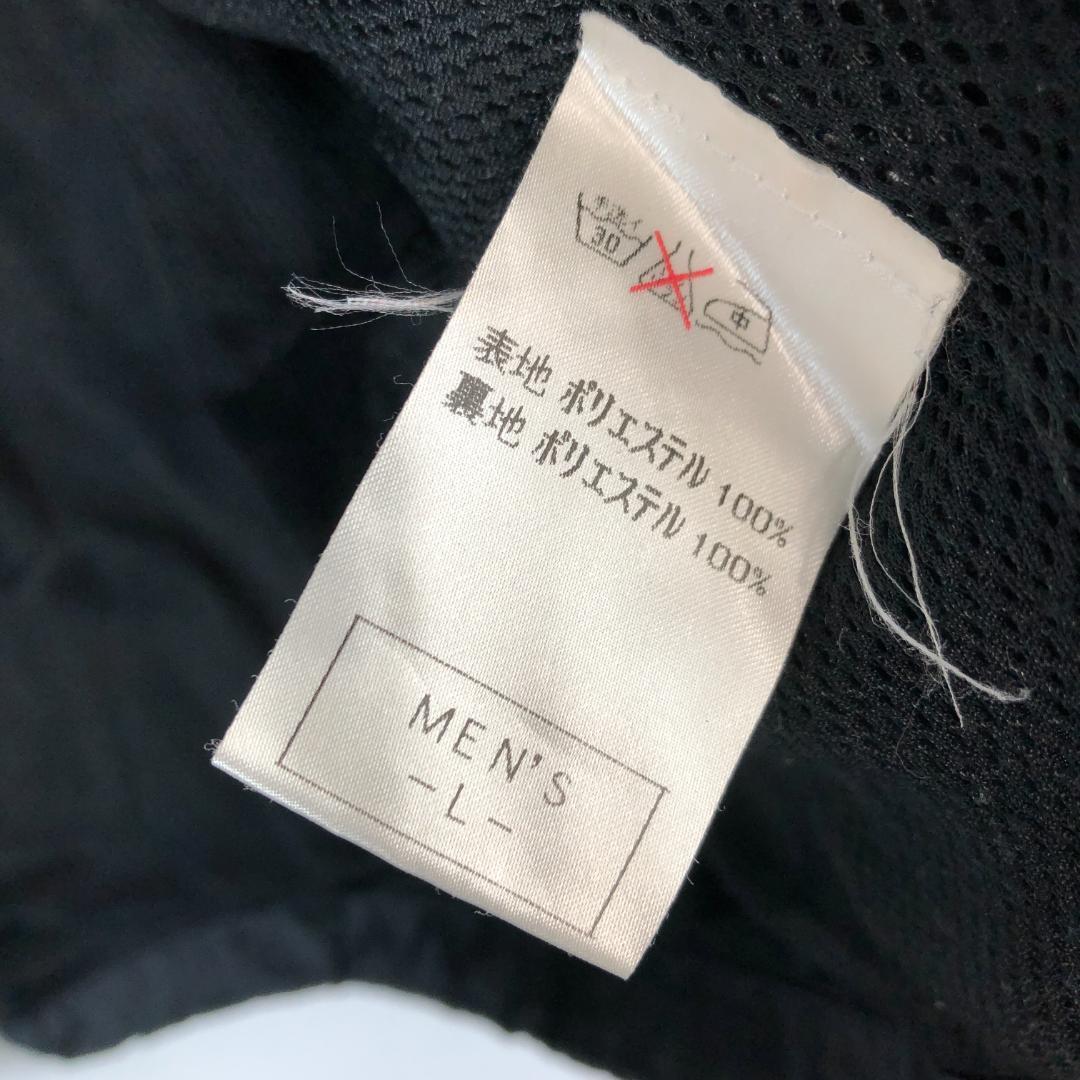 手洗イ
30
中
表地 ポリエステル 100%
裏地 ポリエステル 100%
MEN'S
-L-